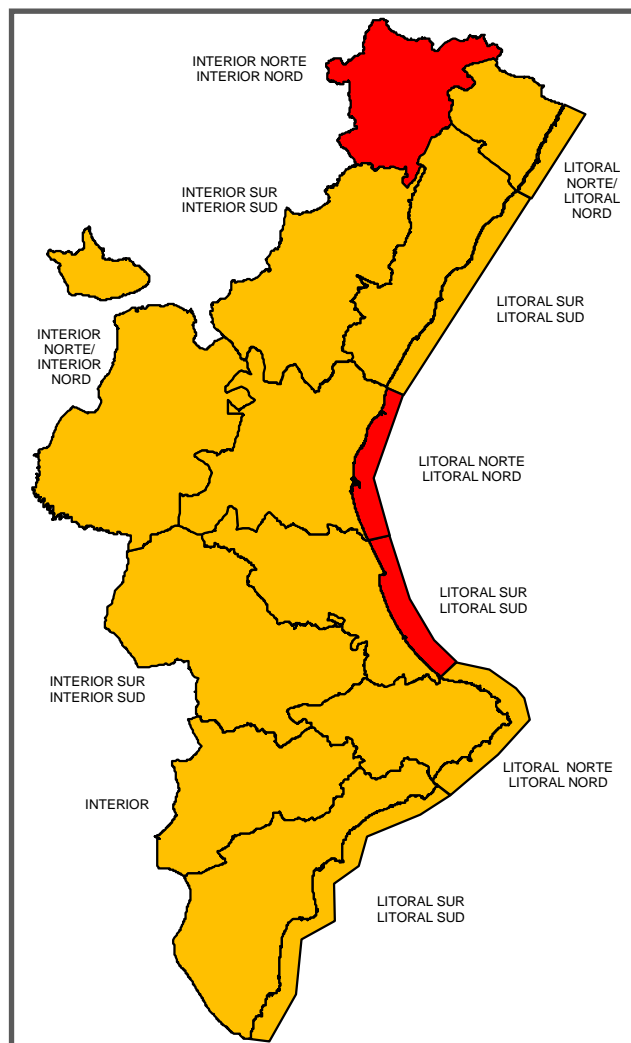 INTERIOR NORTE
INTERIOR NORD
LITORAL
NORTE/
LITORAL
NORD
INTERIOR SUR
INTERIOR SUD
LITORAL SUR
LITORAL SUD
INTERIOR
NORTE/
INTERIOR
NORD
LITORAL NORTE
LITORAL NORD
LITORAL SUR
LITORAL SUD
INTERIOR SUR
INTERIOR SUD
LITORAL NORTE
LITORAL NORD
INTERIOR
LITORAL SUR
LITORAL SUD